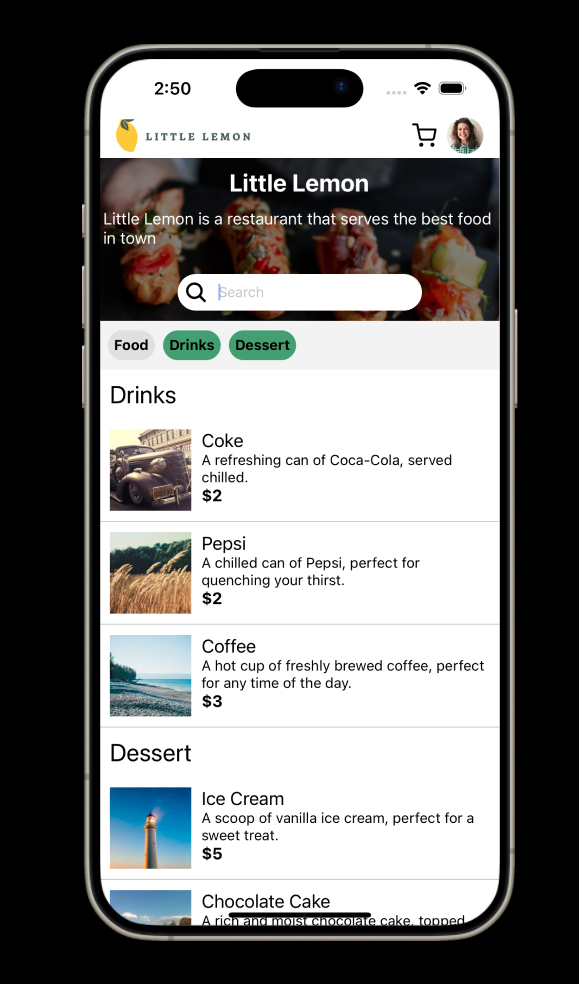 2:50
LITTLE LEMON
Little Lemon
Little Lemon is a restaurant that serves the best food
in town
Search
Food Drinks Dessert
Drinks
Coke
A refreshing can of Coca-Cola, served
chilled.
$2
Pepsi
A chilled can of Pepsi, perfect for
quenching your thirst.
$2
Coffee
A hot cup of freshly brewed coffee, perfect
for any time of the day.
$3
Dessert
Ice Cream
A scoop of vanilla ice cream, perfect for a
sweet treat.
$5
Chocolate Cake
A rich and moist chocolate cake, topped